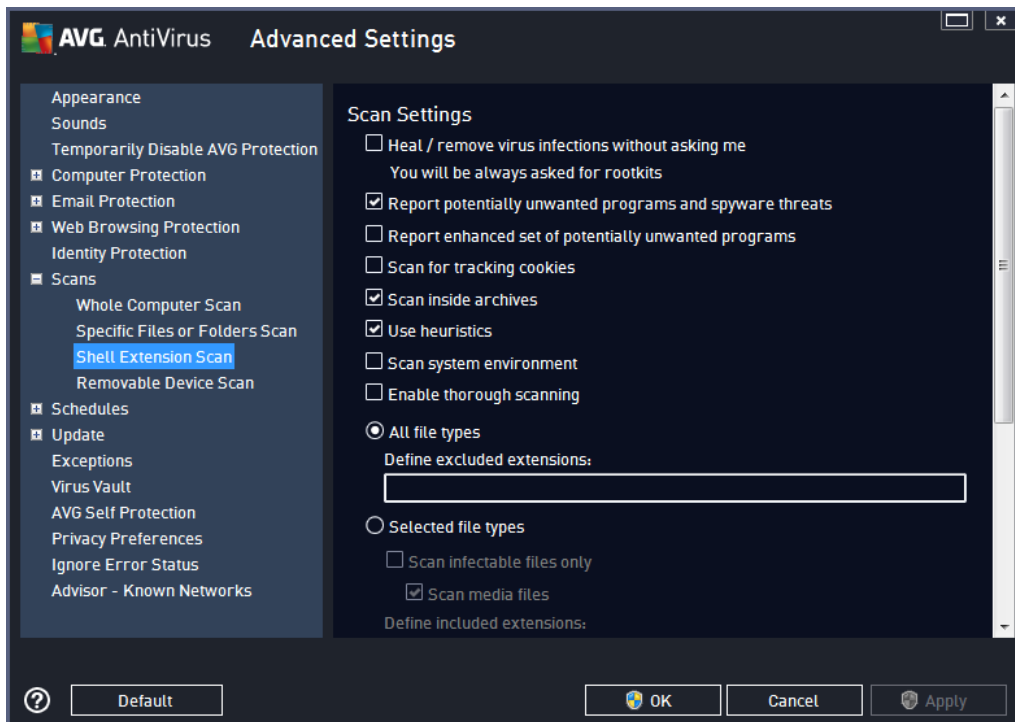 AVG AntiVirus Advanced Settings
Appearance
Sounds
Temporarily Disable AVG Protection
Computer Protection
Email Protection
Web Browsing Protection
Identity Protection
Scans
Whole Computer Scan
Specific Files or Folders Scan
Shell Extension Scan
Removable Device Scan
Schedules
Update
Exceptions
Virus Vault
AVG Self Protection
Privacy Preferences
Ignore Error Status
Advisor - Known Networks
Scan Settings
Heal / remove virus infections without asking me
You will be always asked for rootkits
Report potentially unwanted programs and spyware threats
Report enhanced set of potentially unwanted programs
Scan for tracking cookies
Scan inside archives
Use heuristics
Scan system environment
Enable thorough scanning
All file types
Define excluded extensions:
Selected file types
Scan infectable files only
Scan media files
Define included extensions:
? Default OK Cancel Apply